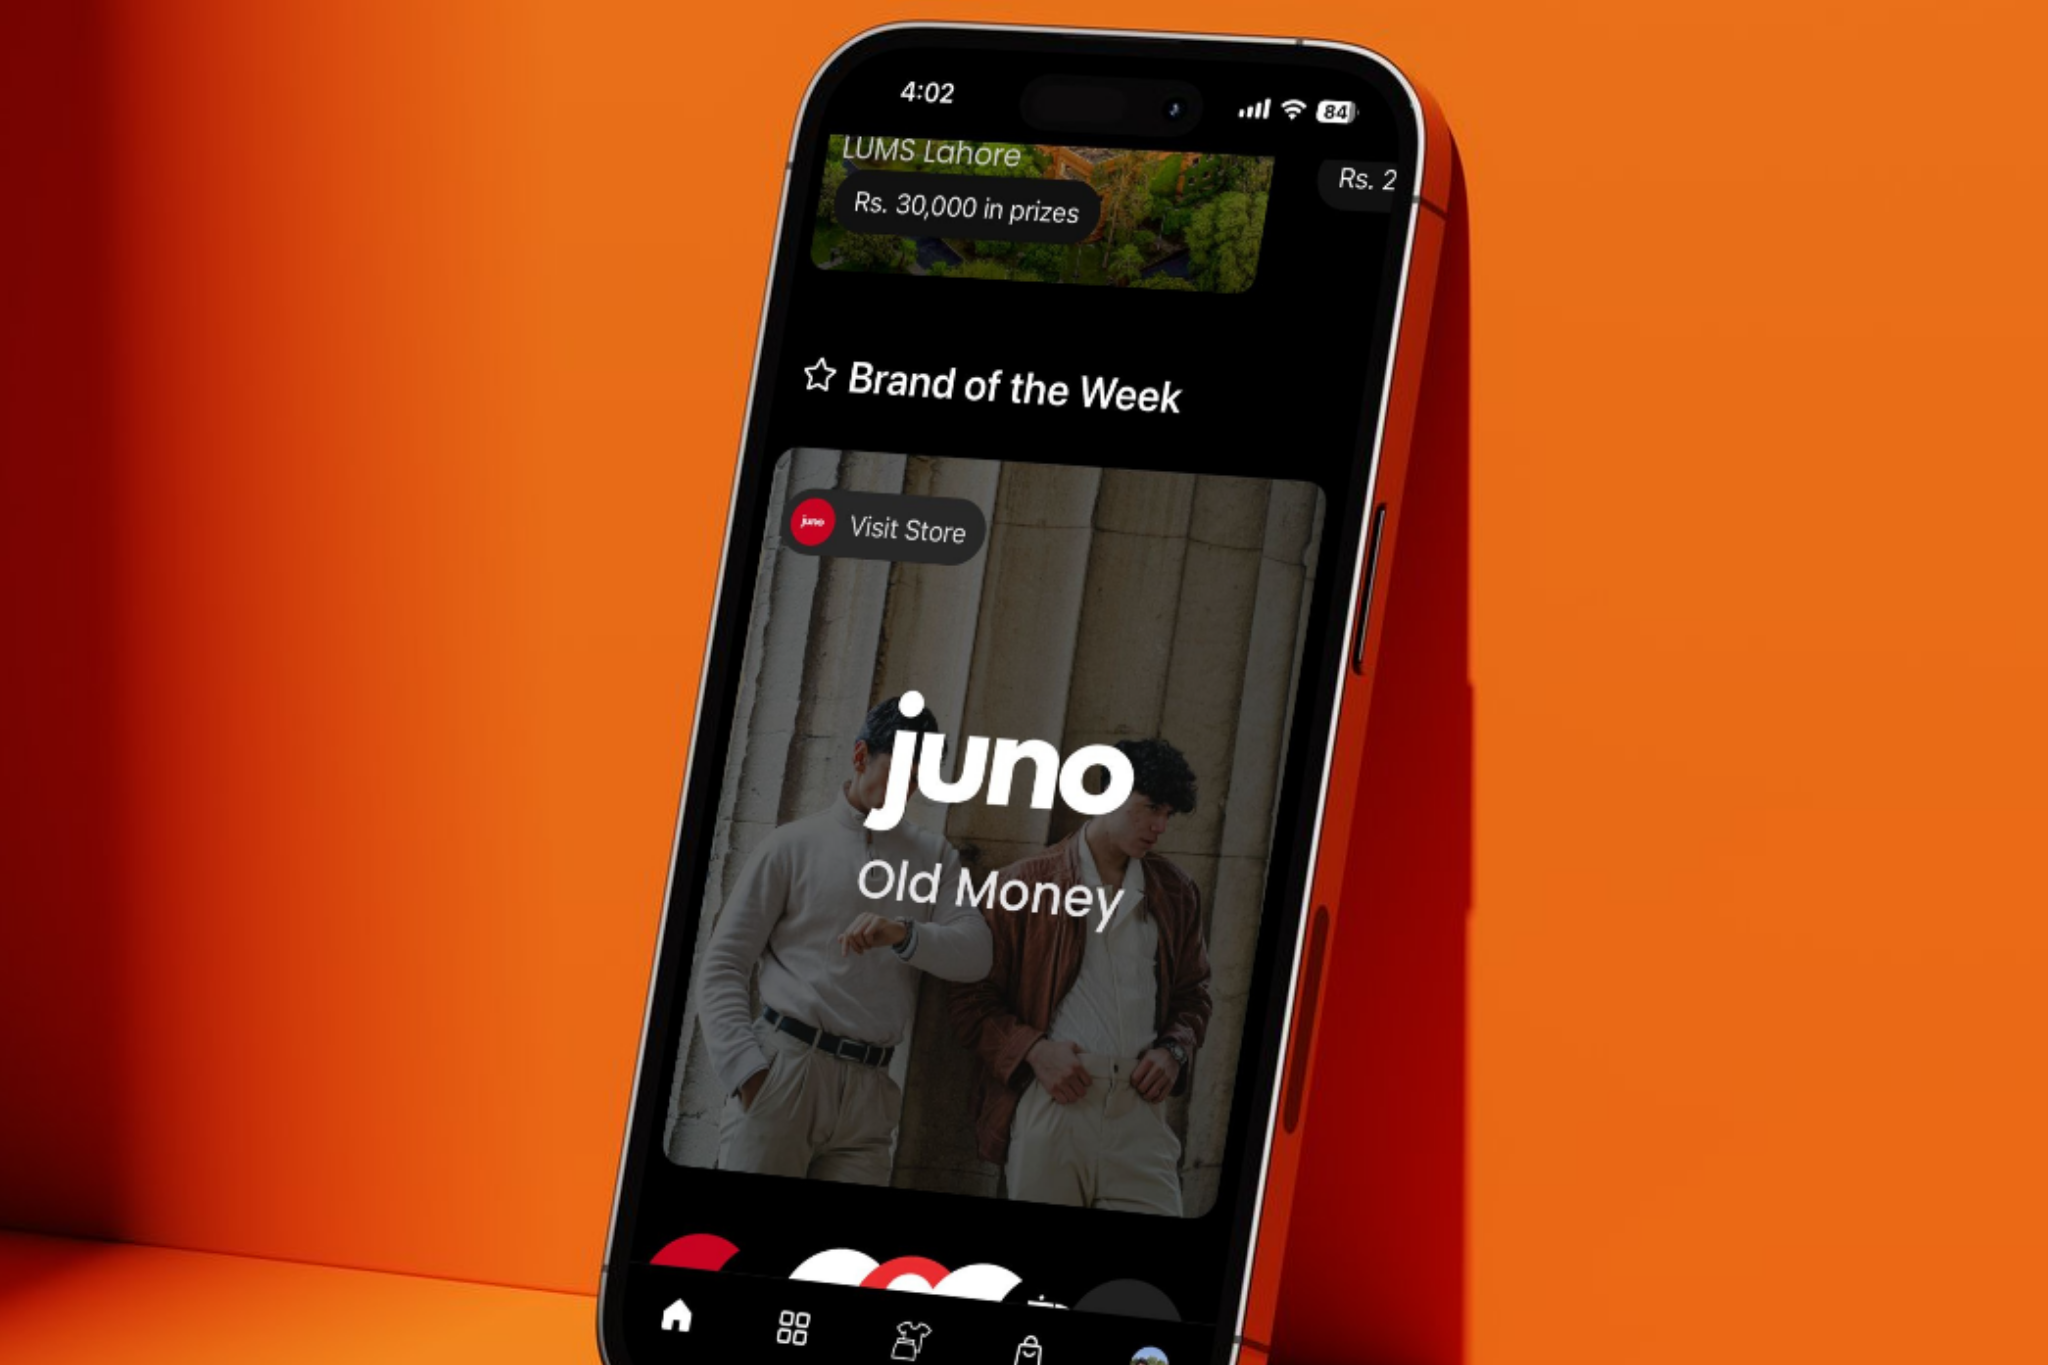 4:02
84
LUMS Lahore
Rs. 30,000 in prizes
Rs. 2
Brand of the Week
juno
Visit Store
juno
Old Money